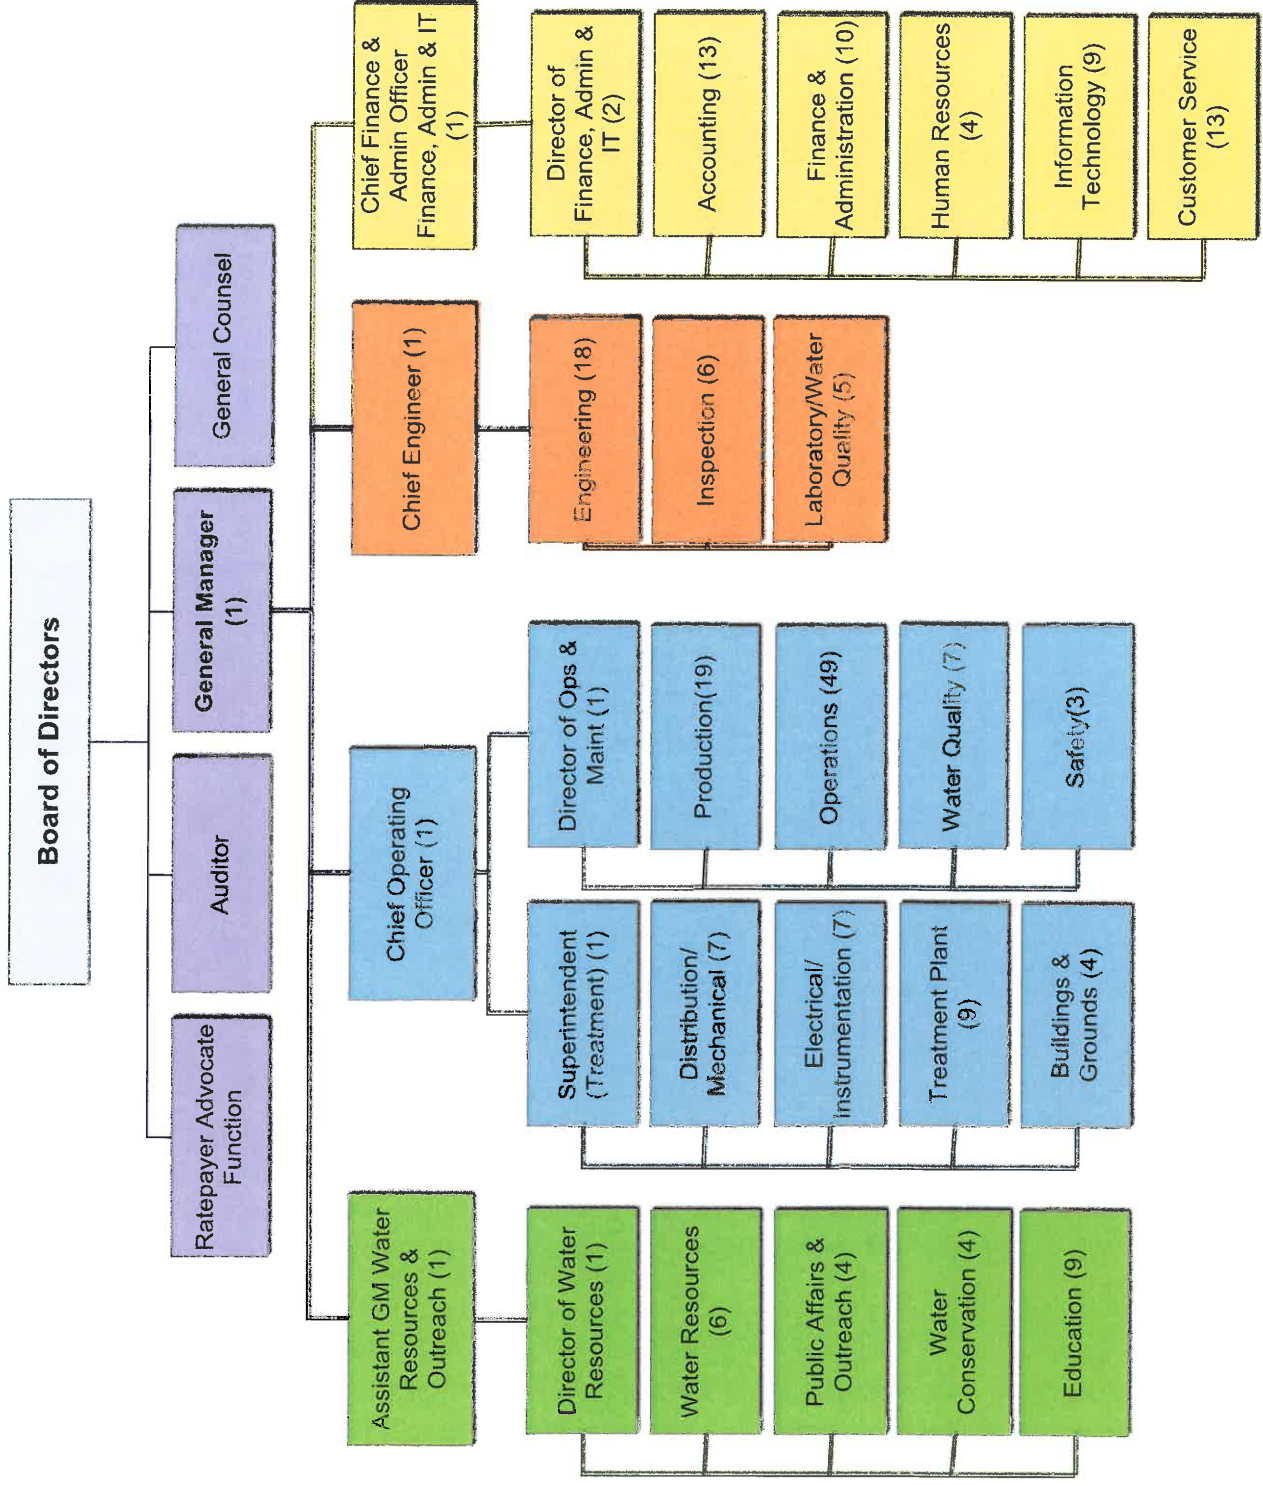 Board of Directors
Ratepayer Advocate
Function
Auditor
General Manager
(1)
General Counsel
Assistant GM Water
Resources &
Outreach (1)
Chief Operating
Officer (1)
Chief Engineer (1)
Chief Finance &
Admin Officer
Finance, Admin & IT
(1)
Director of Water
Resources (1)
Water Resources
(6)
Public Affairs &
Outreach (4)
Water
Conservation (4)
Education (9)
Superintendent
(Treatment) (1)
Distribution/
Mechanical (7)
Electrical/
instrumentation (7)
Treatment Plant
(9)
Buildings &
Grounds (4)
Director of Ops &
Maint (1)
Production(19)
Operations (49)
Water Quality (7)
Safety(3)
Engineering (18)
Inspection (6)
Laboratory/Water
Quality (5)
Director of
Finance, Admin &
IT (2)
Accounting (13)
Finance &
Administration (10)
Human Resources
(4)
Information
Technology (9)
Customer Service
(13)